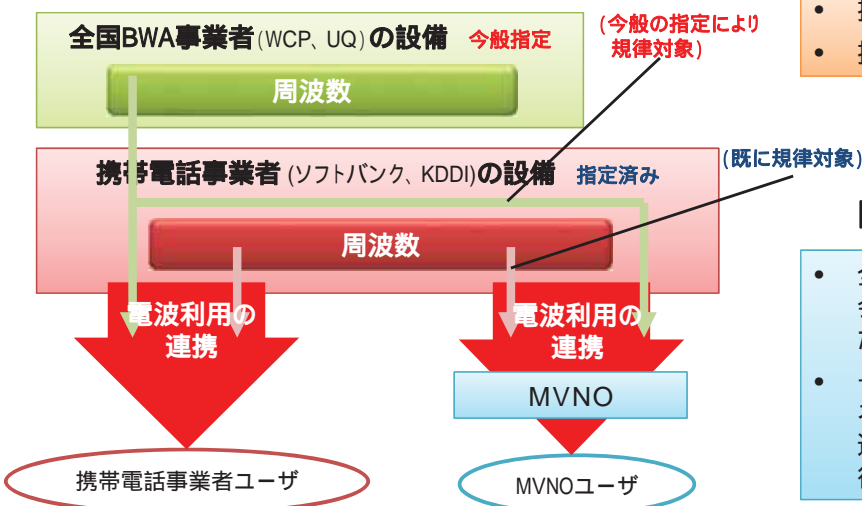 全国BWA事業者(WCP、UQ)の設備 今般指定
(今般の指定により
規律対象)
周波数
携帯電話事業者(ソフトバンク、KDDI)の設備 指定済み
(既に規律対象)
周波数
電波利用の
連携
電波利用の
連携
MVNO
携帯電話事業者ユーザ
MVNOユーザ